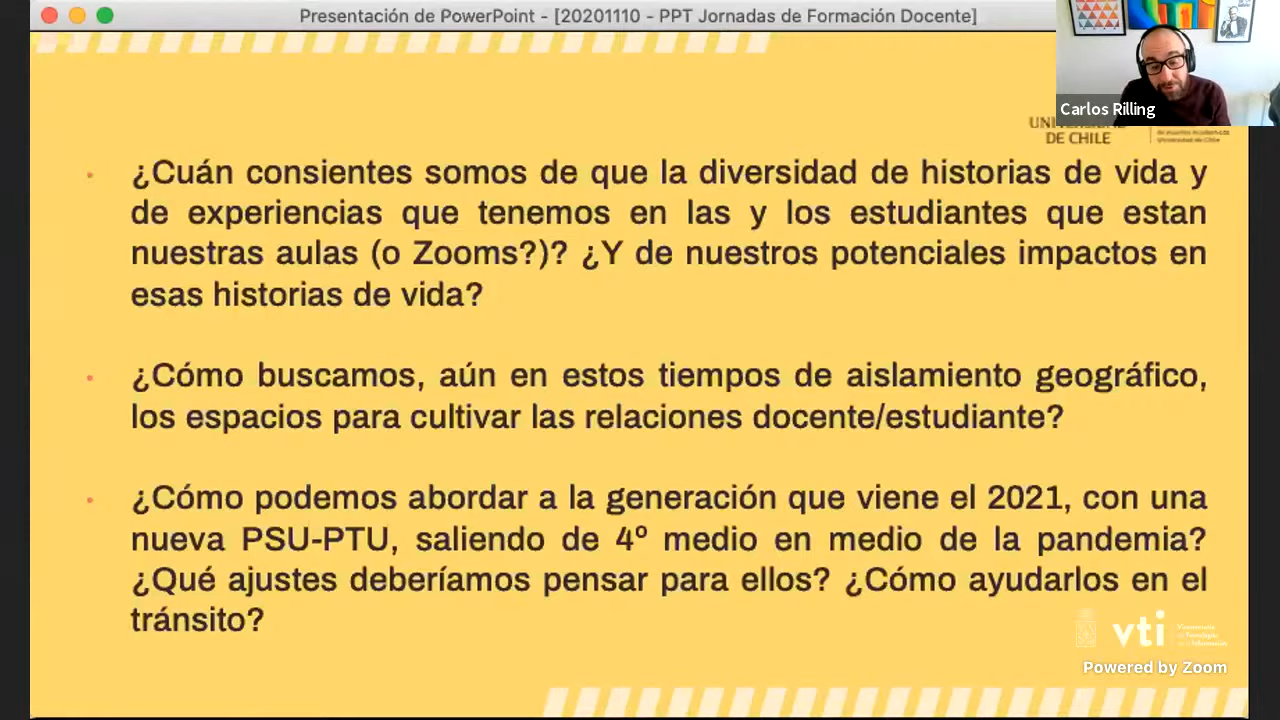 Presentación de PowerPoint - [20201110 - PPT Jornadas de Formación Docente]
Carlos Rilling
DE CHILE
¿Cuán consientes somos de que la diversidad de historias de vida y
de experiencias que tenemos en las y los estudiantes que estan
nuestras aulas (o Zooms?)? ¿Y de nuestros potenciales impactos en
esas historias de vida?
¿Cómo buscamos, aún en estos tiempos de aislamiento geográfico,
los espacios para cultivar las relaciones docente/estudiante?
¿Cómo podemos abordar a la generación que viene el 2021, con una
nueva PSU-PTU, saliendo de 4º medio en medio de la pandemia?
¿Qué ajustes deberíamos pensar para ellos? ¿Cómo ayudarlos en el
tránsito?
vti
Powered by Zoom